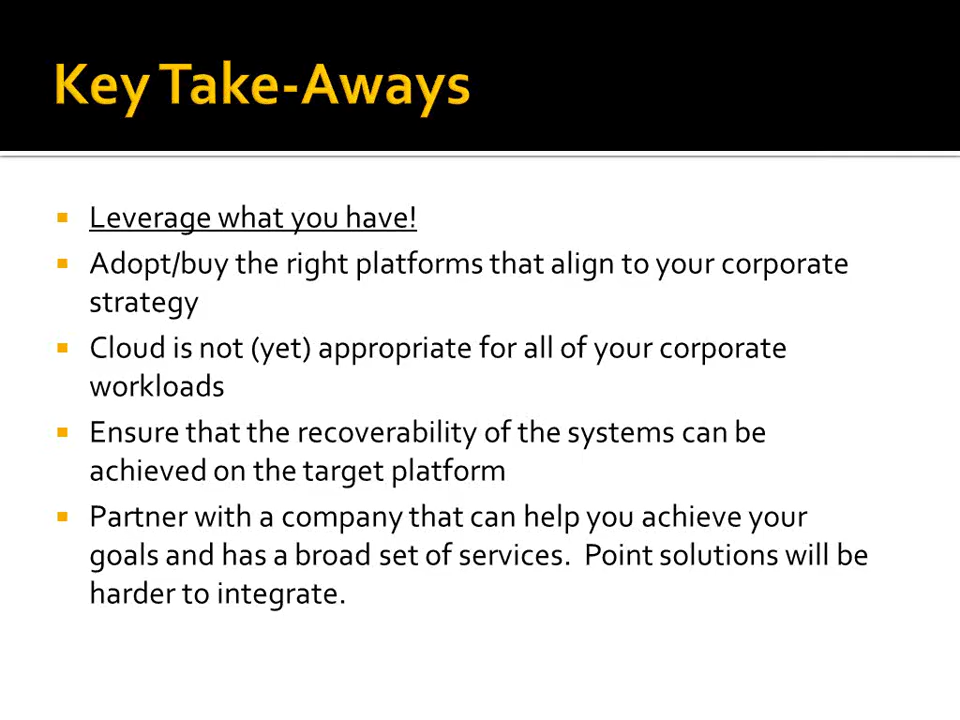 Key Take-Aways
Leverage what you have!
Adopt/buy the right platforms that align to your corporate
strategy
Cloud is not (yet) appropriate for all of your corporate
workloads
Ensure that the recoverability of the systems can be
achieved on the target platform
Partner with a company that can help you achieve your
goals and has a broad set of services.  Point solutions will be
harder to integrate.